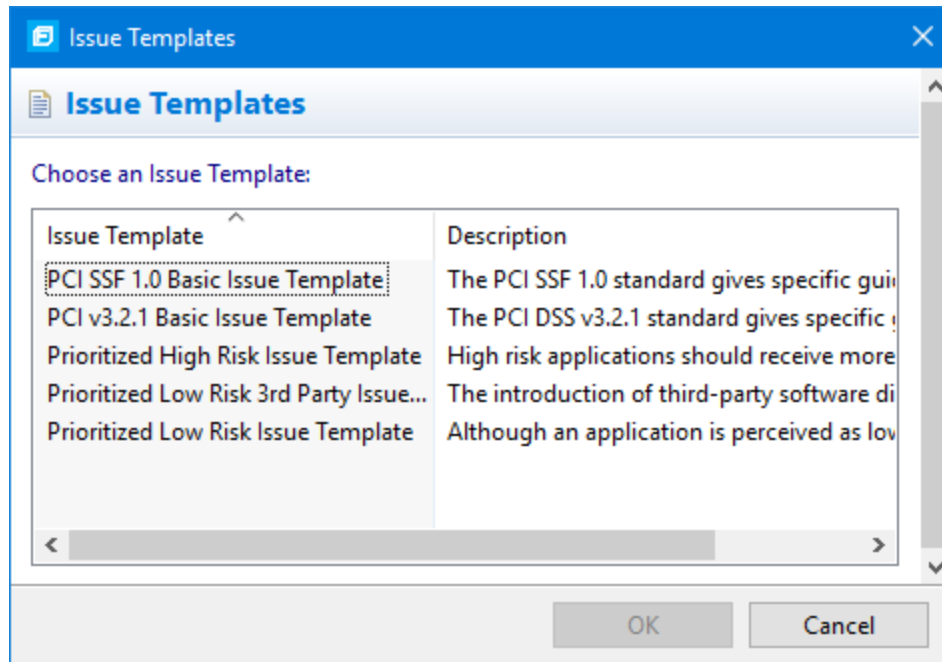 Issue Templates
Issue Templates
Choose an Issue Template:
Issue Template Description
PCI SSF 1.0 Basic Issue Template The PCI SSF 1.0 standard gives specific
PCI v3.2.1 Basic Issue Template The PCI DSS v3.2.1 standard gives specific
Prioritized High Risk Issue Template High risk applications should receive more
Prioritized Low Risk 3rd Party Issue... The introduction of third-party software di
Prioritized Low Risk Issue Template Although an application is perceived as
OK Cancel